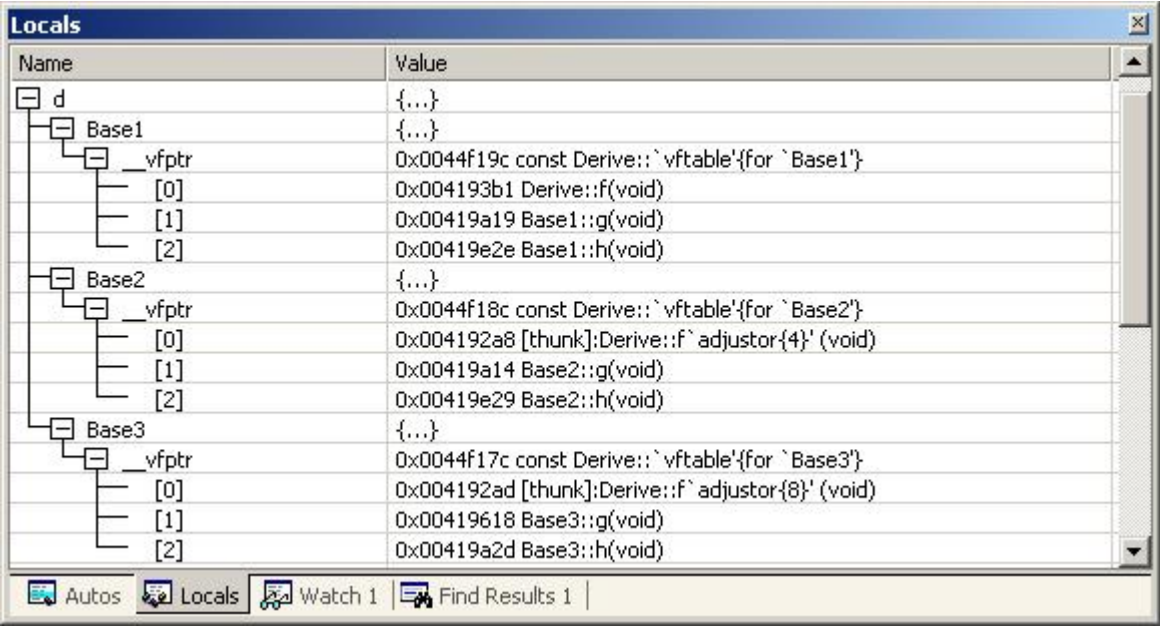 Locals
Name Value
d {...}
Base1 {...}
__vfptr 0x0044f19c const Derive::`vftable'{for `Base1'}
[0] 0x004193b1 Derive::f(void)
[1] 0x00419a19 Base1::g(void)
[2] 0x00419e2e Base1::h(void)
Base2 {...}
__vfptr 0x0044f18c const Derive::`vftable'{for `Base2'}
[0] 0x004192a8 [thunk]:Derive::f`adjustor{4}' (void)
[1] 0x00419a14 Base2::g(void)
[2] 0x00419e29 Base2::h(void)
Base3 {...}
__vfptr 0x0044f17c const Derive::`vftable'{for `Base3'}
[0] 0x004192ad [thunk]:Derive::f`adjustor{8}' (void)
[1] 0x00419618 Base3::g(void)
[2] 0x00419a2d Base3::h(void)
Autos Locals Watch 1 Find Results 1